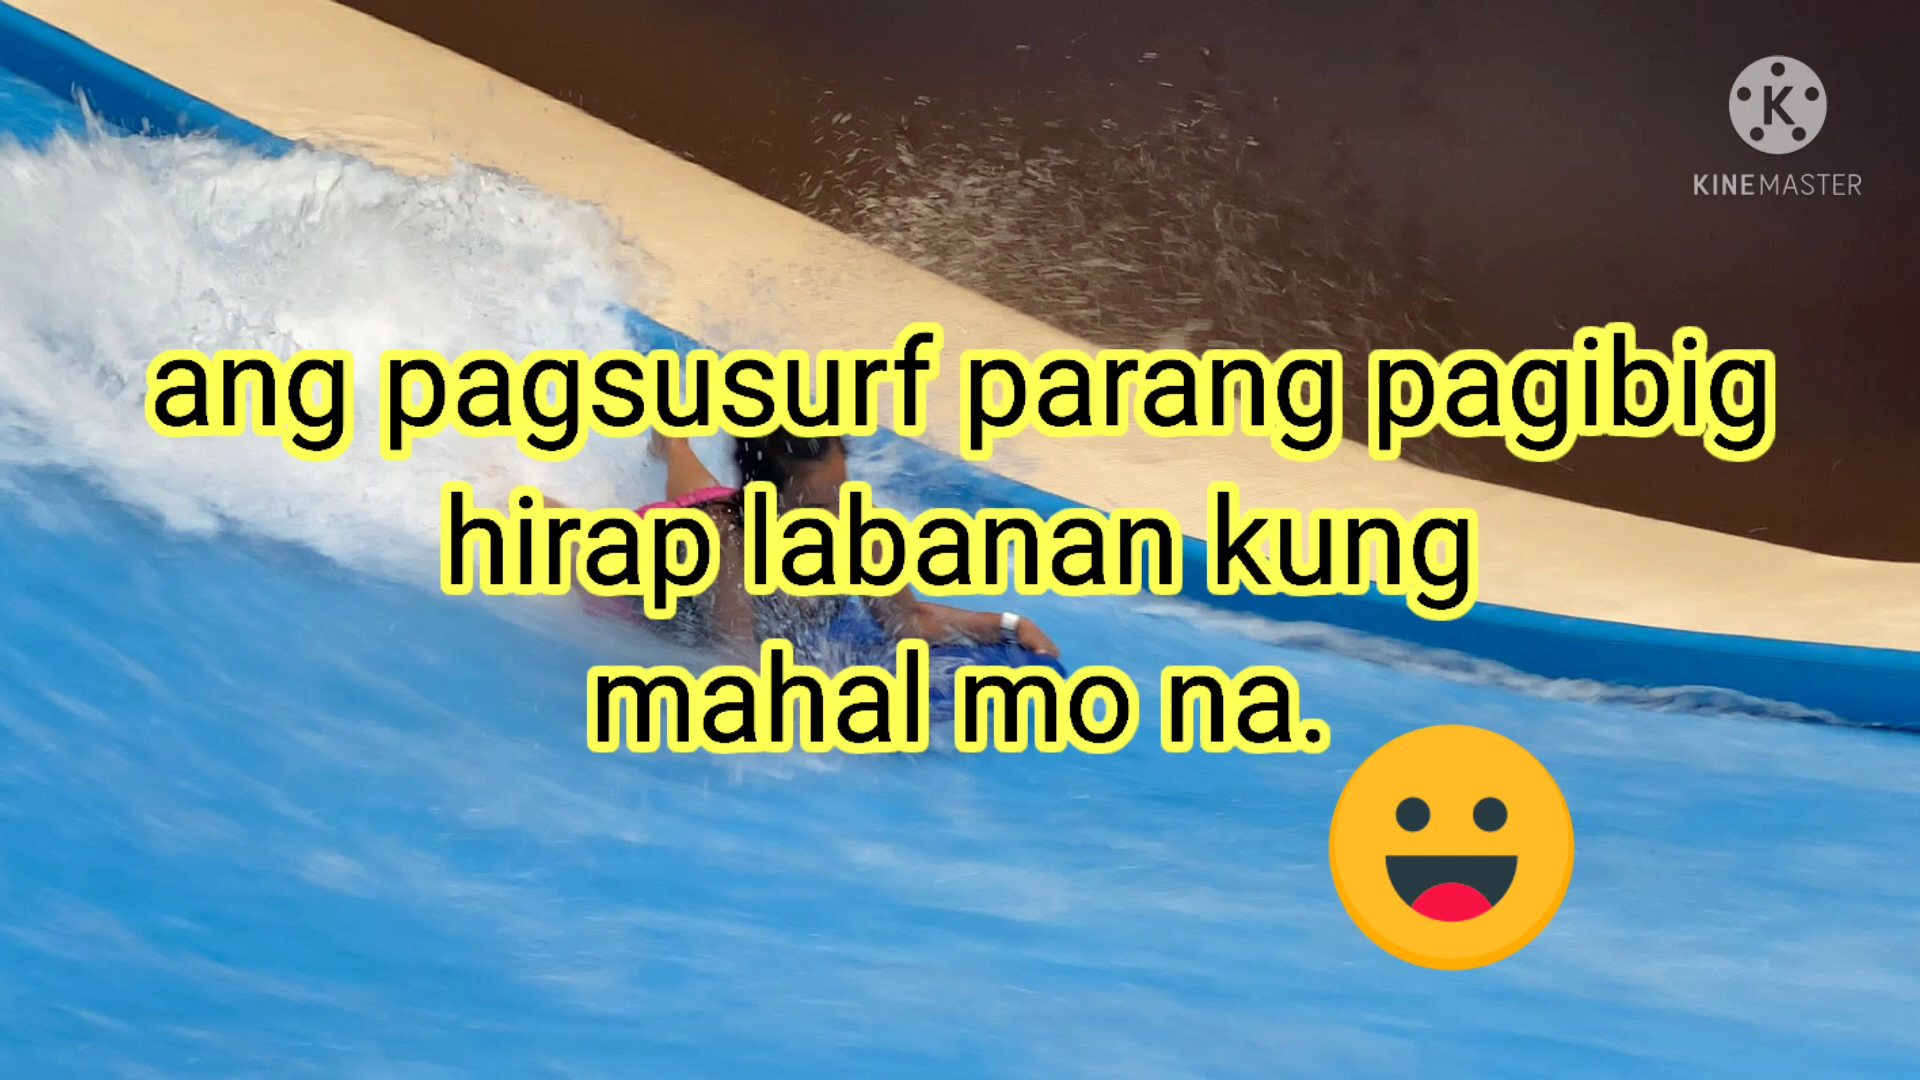 K
KINEMASTER
ang pagsusurf parang pagibig
hirap labanan kung
mahal mo na.